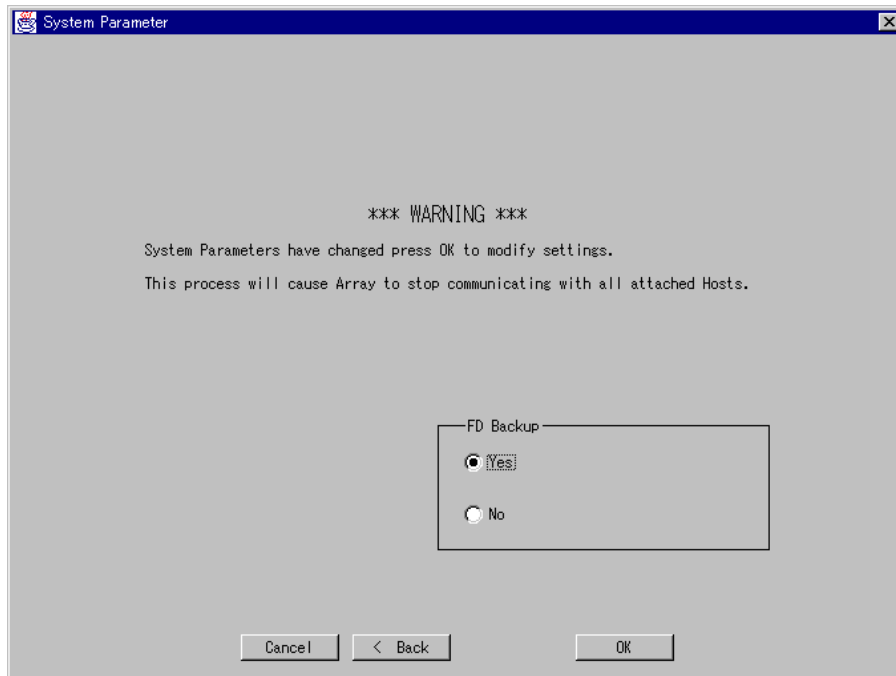 System Parameter
*** WARNING ***
System Parameters have changed press OK to modify settings.
This process will cause Array to stop communicating with all attached Hosts.
FD Backup
Yes
No
Cancel
< Back
OK